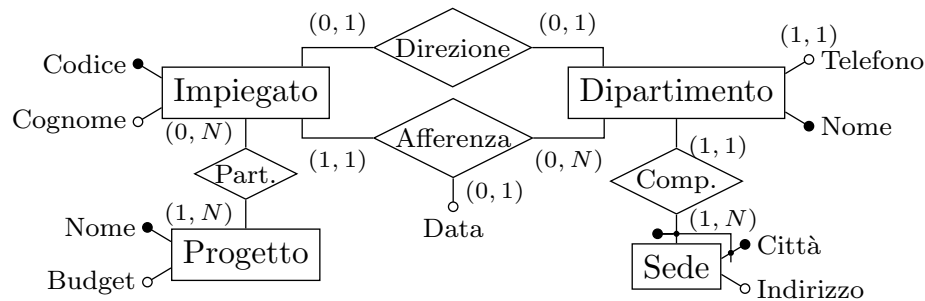 (0, 1)
(0, 1)
(1, 1)
Direzione
Codice
Telefono
Impiegato
Dipartimento
Cognome
(0, N)
Afferenza
Nome
(1, 1)
(0, N)
(1, 1)
Part.
(0, 1)
Comp.
(1, N)
(1, N)
Nome
Data
Progetto
Città
Budget
Sede
Indirizzo